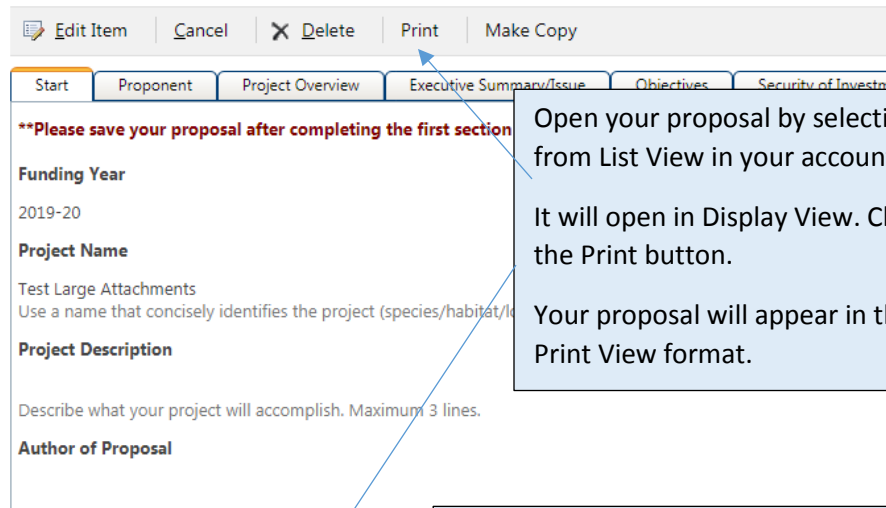 Edit Item Cancel Delete Print Make Copy
Start Proponent Project Overview Executive Summary/Issue Objectives Security of
**Please save your proposal after completing the first section
Funding Year
2019-20
Project Name
Test Large Attachments
Use a name that concisely identifies the project (species/habitat/
Project Description
Describe what your project will accomplish. Maximum 3 lines.
Author of Proposal
Open your proposal by
from List View in your
It will open in Display View.
the Print button.
Your proposal will appear in
Print View format.